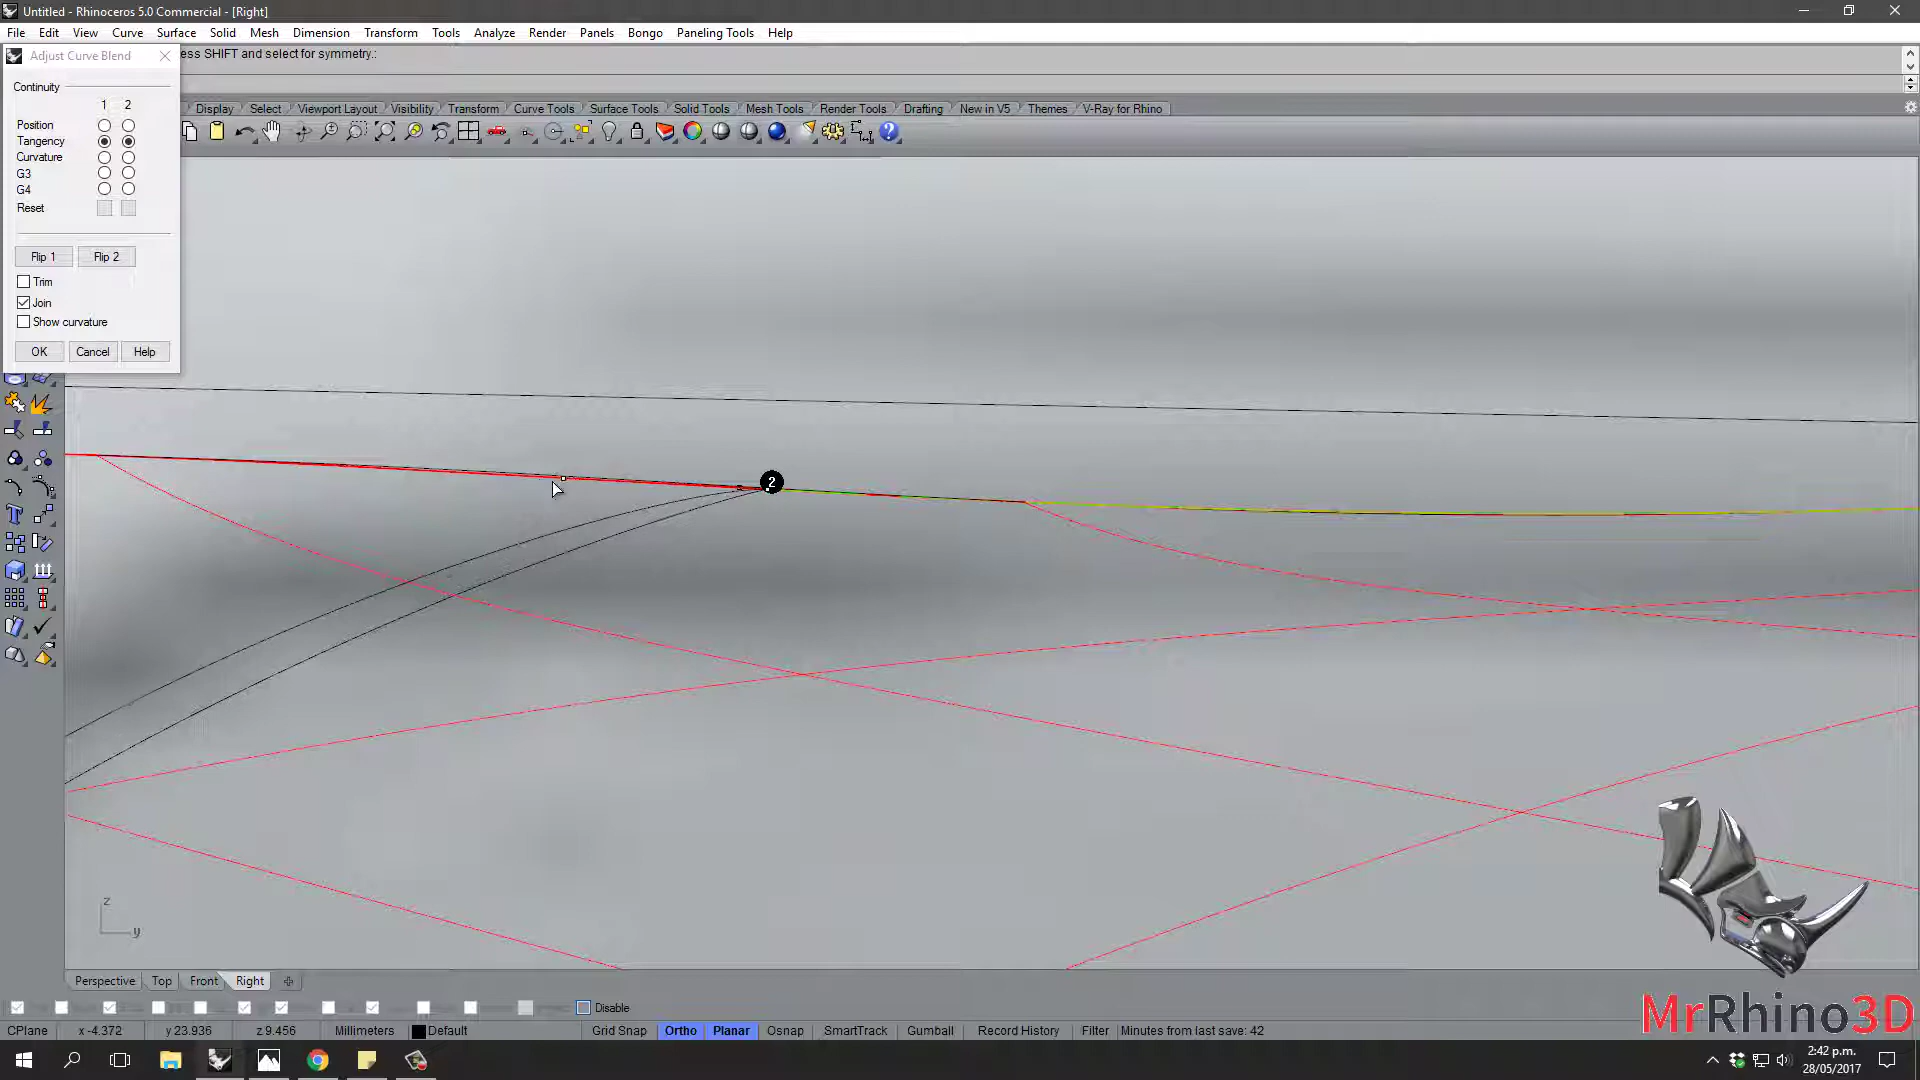 Untitled - Rhinoceros 5.0 Commercial - [Right]
File Edit View Curve Surface Solid Mesh Dimension Transform Tools Analyze Render Panels Bongo Paneling Tools Help
Adjust Curve Blend
ess SHIFT and select for symmetry.:
Continuity
1 2
Display Select Viewport Layout Visibility Transform Curve Tools Surface Tools Solid Tools Mesh Tools Render Tools Drafting New in V5 Themes V-Ray for Rhino
Position
Tangency
Curvature
G3
G4
Reset
Flip 1 Flip 2
Trim
Join
Show curvature
OK Cancel Help
2
z
y
Perspective Top Front Right
Disable
CPlane x -4.372 y 23.936 z 9.456 Millimeters Default Grid Snap Ortho Planar Osnap SmartTrack Gumball Record History Filter Minutes from last save: 42
MrRhino3D
2:42 p.m.
28/05/2017